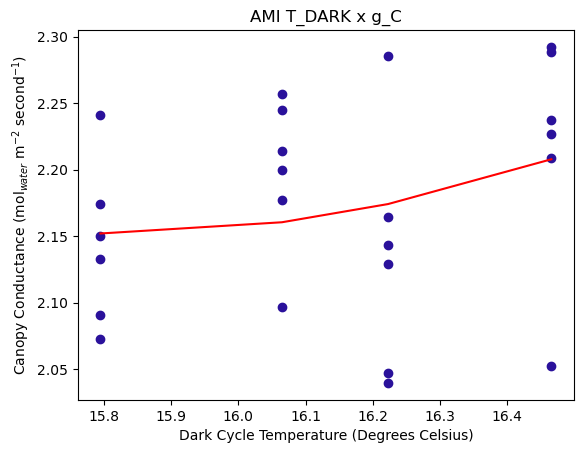 AMI T_DARK x g_C
Canopy Conductance (mol_water m⁻² second⁻¹)
2.30
2.25
2.20
2.15
2.10
2.05
15.8 15.9 16.0 16.1 16.2 16.3 16.4
Dark Cycle Temperature (Degrees Celsius)